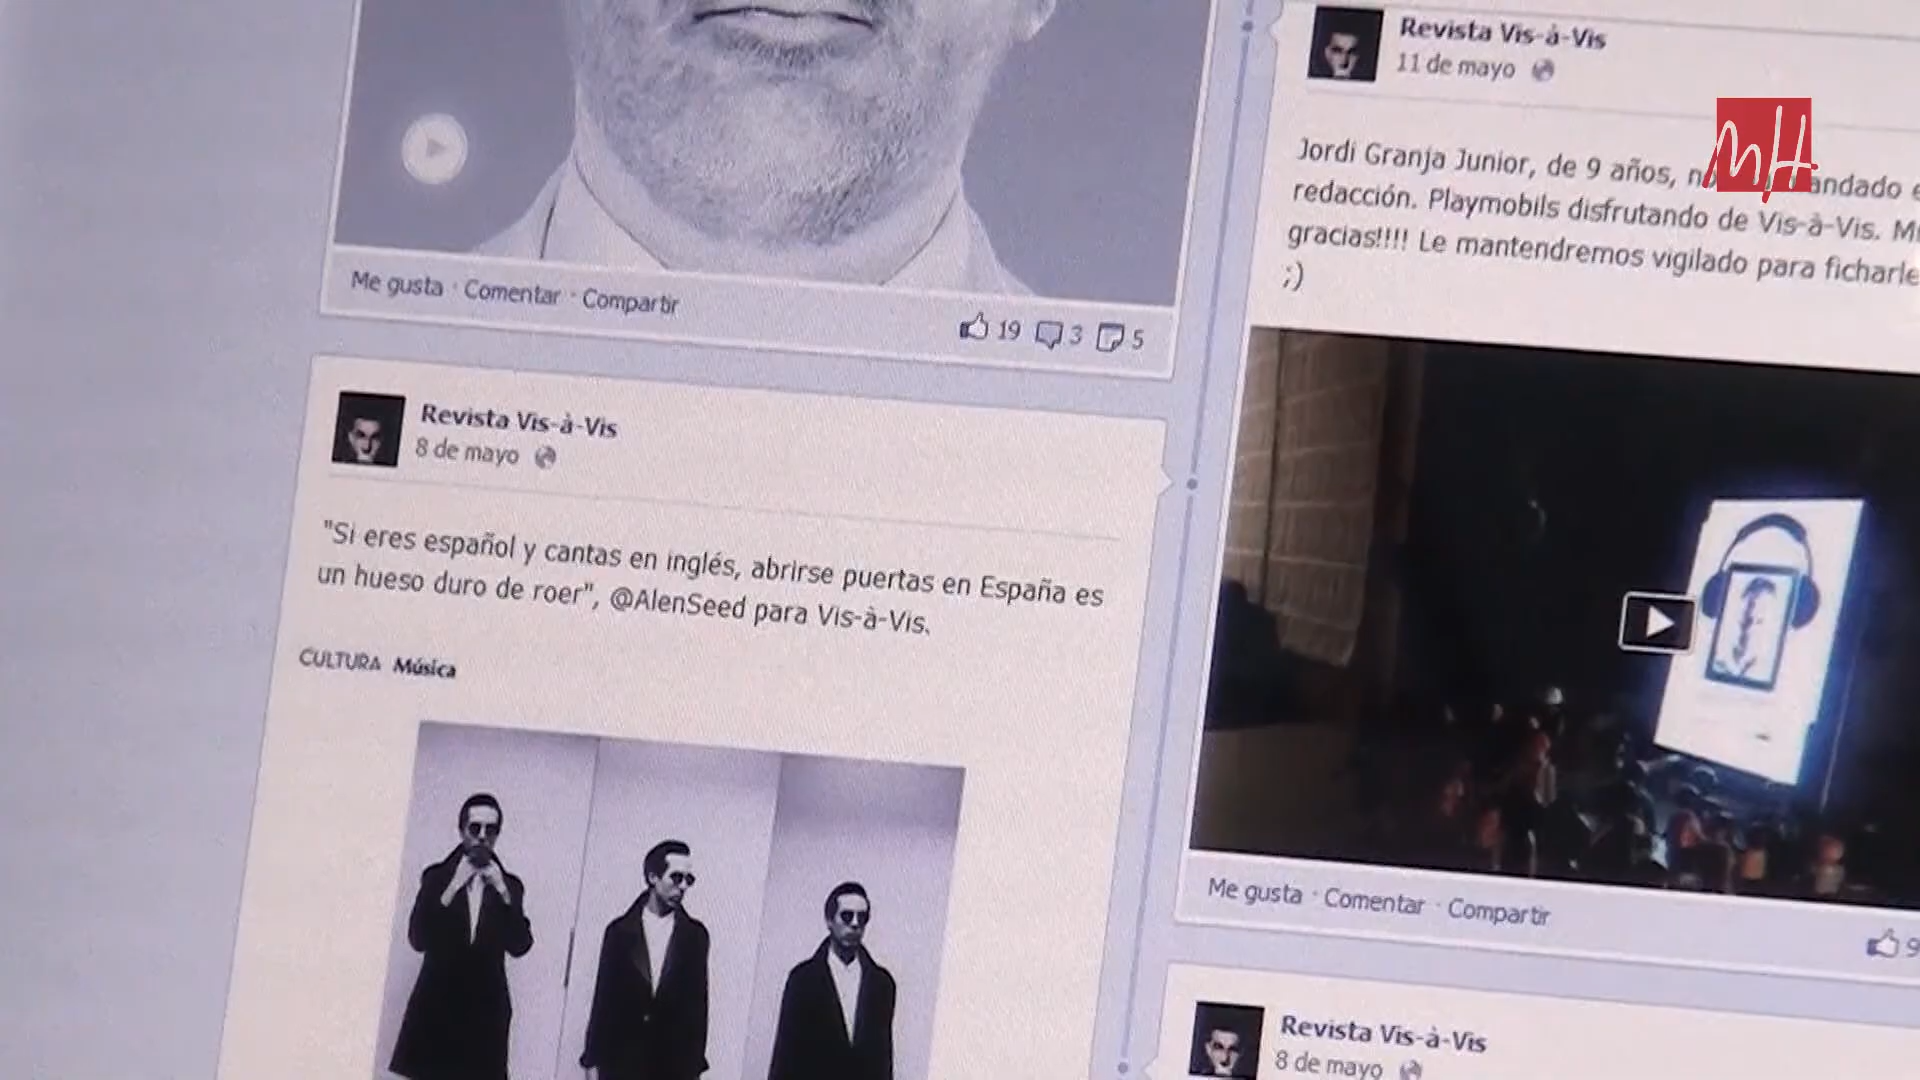 Me gusta · Comentar · Compartir
19 3 5
Revista Vis-à-Vis
8 de mayo
"Si eres español y cantas en inglés, abrirse puertas en España es
un hueso duro de roer", @AlenSeed para Vis-à-Vis.
CULTURA Música
Revista Vis-à-Vis
11 de mayo
MH
Jordi Granja Junior, de 9 años,
redacción. Playmobils disfrutando de Vis-à-Vis.
gracias!!!! Le mantendremos vigilado para ficharle
;)
Me gusta · Comentar · Compartir
9
Revista Vis-à-Vis
8 de mayo